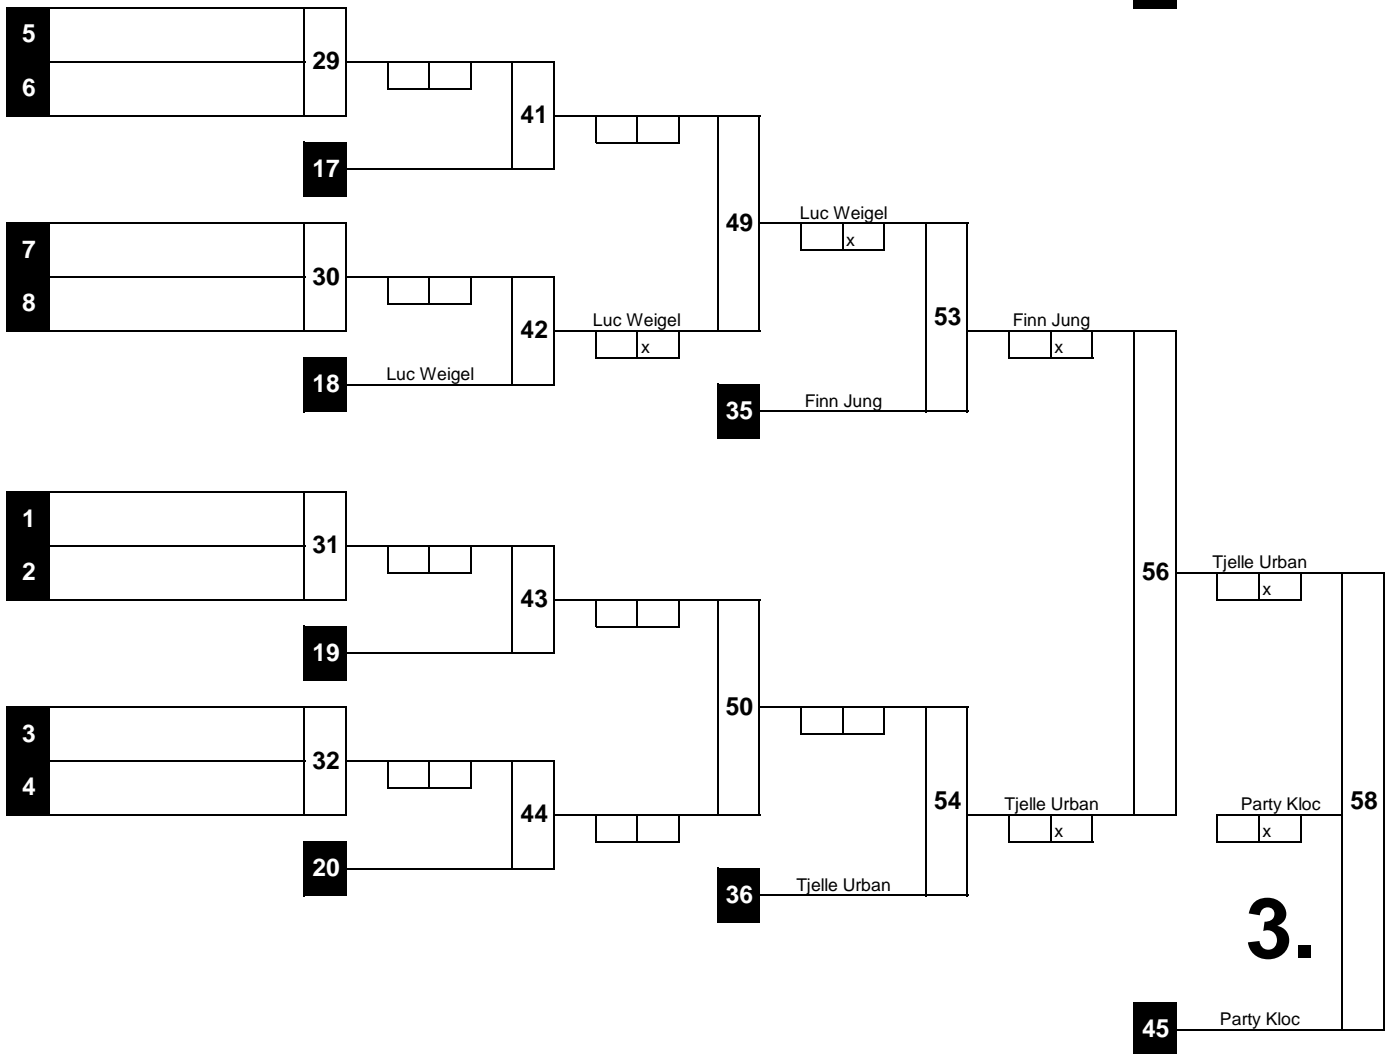 5
29
6
41
17
Luc Weigel
49
x
7
30
8
Luc Weigel
42
x
53
Finn Jung
x
18
Luc Weigel
35
Finn Jung
1
31
2
43
Tjelle Urban
56
x
19
50
3
32
4
44
54
Tjelle Urban
x
Party Kloc
x
58
20
36
Tjelle Urban
3.
45
Party Kloc